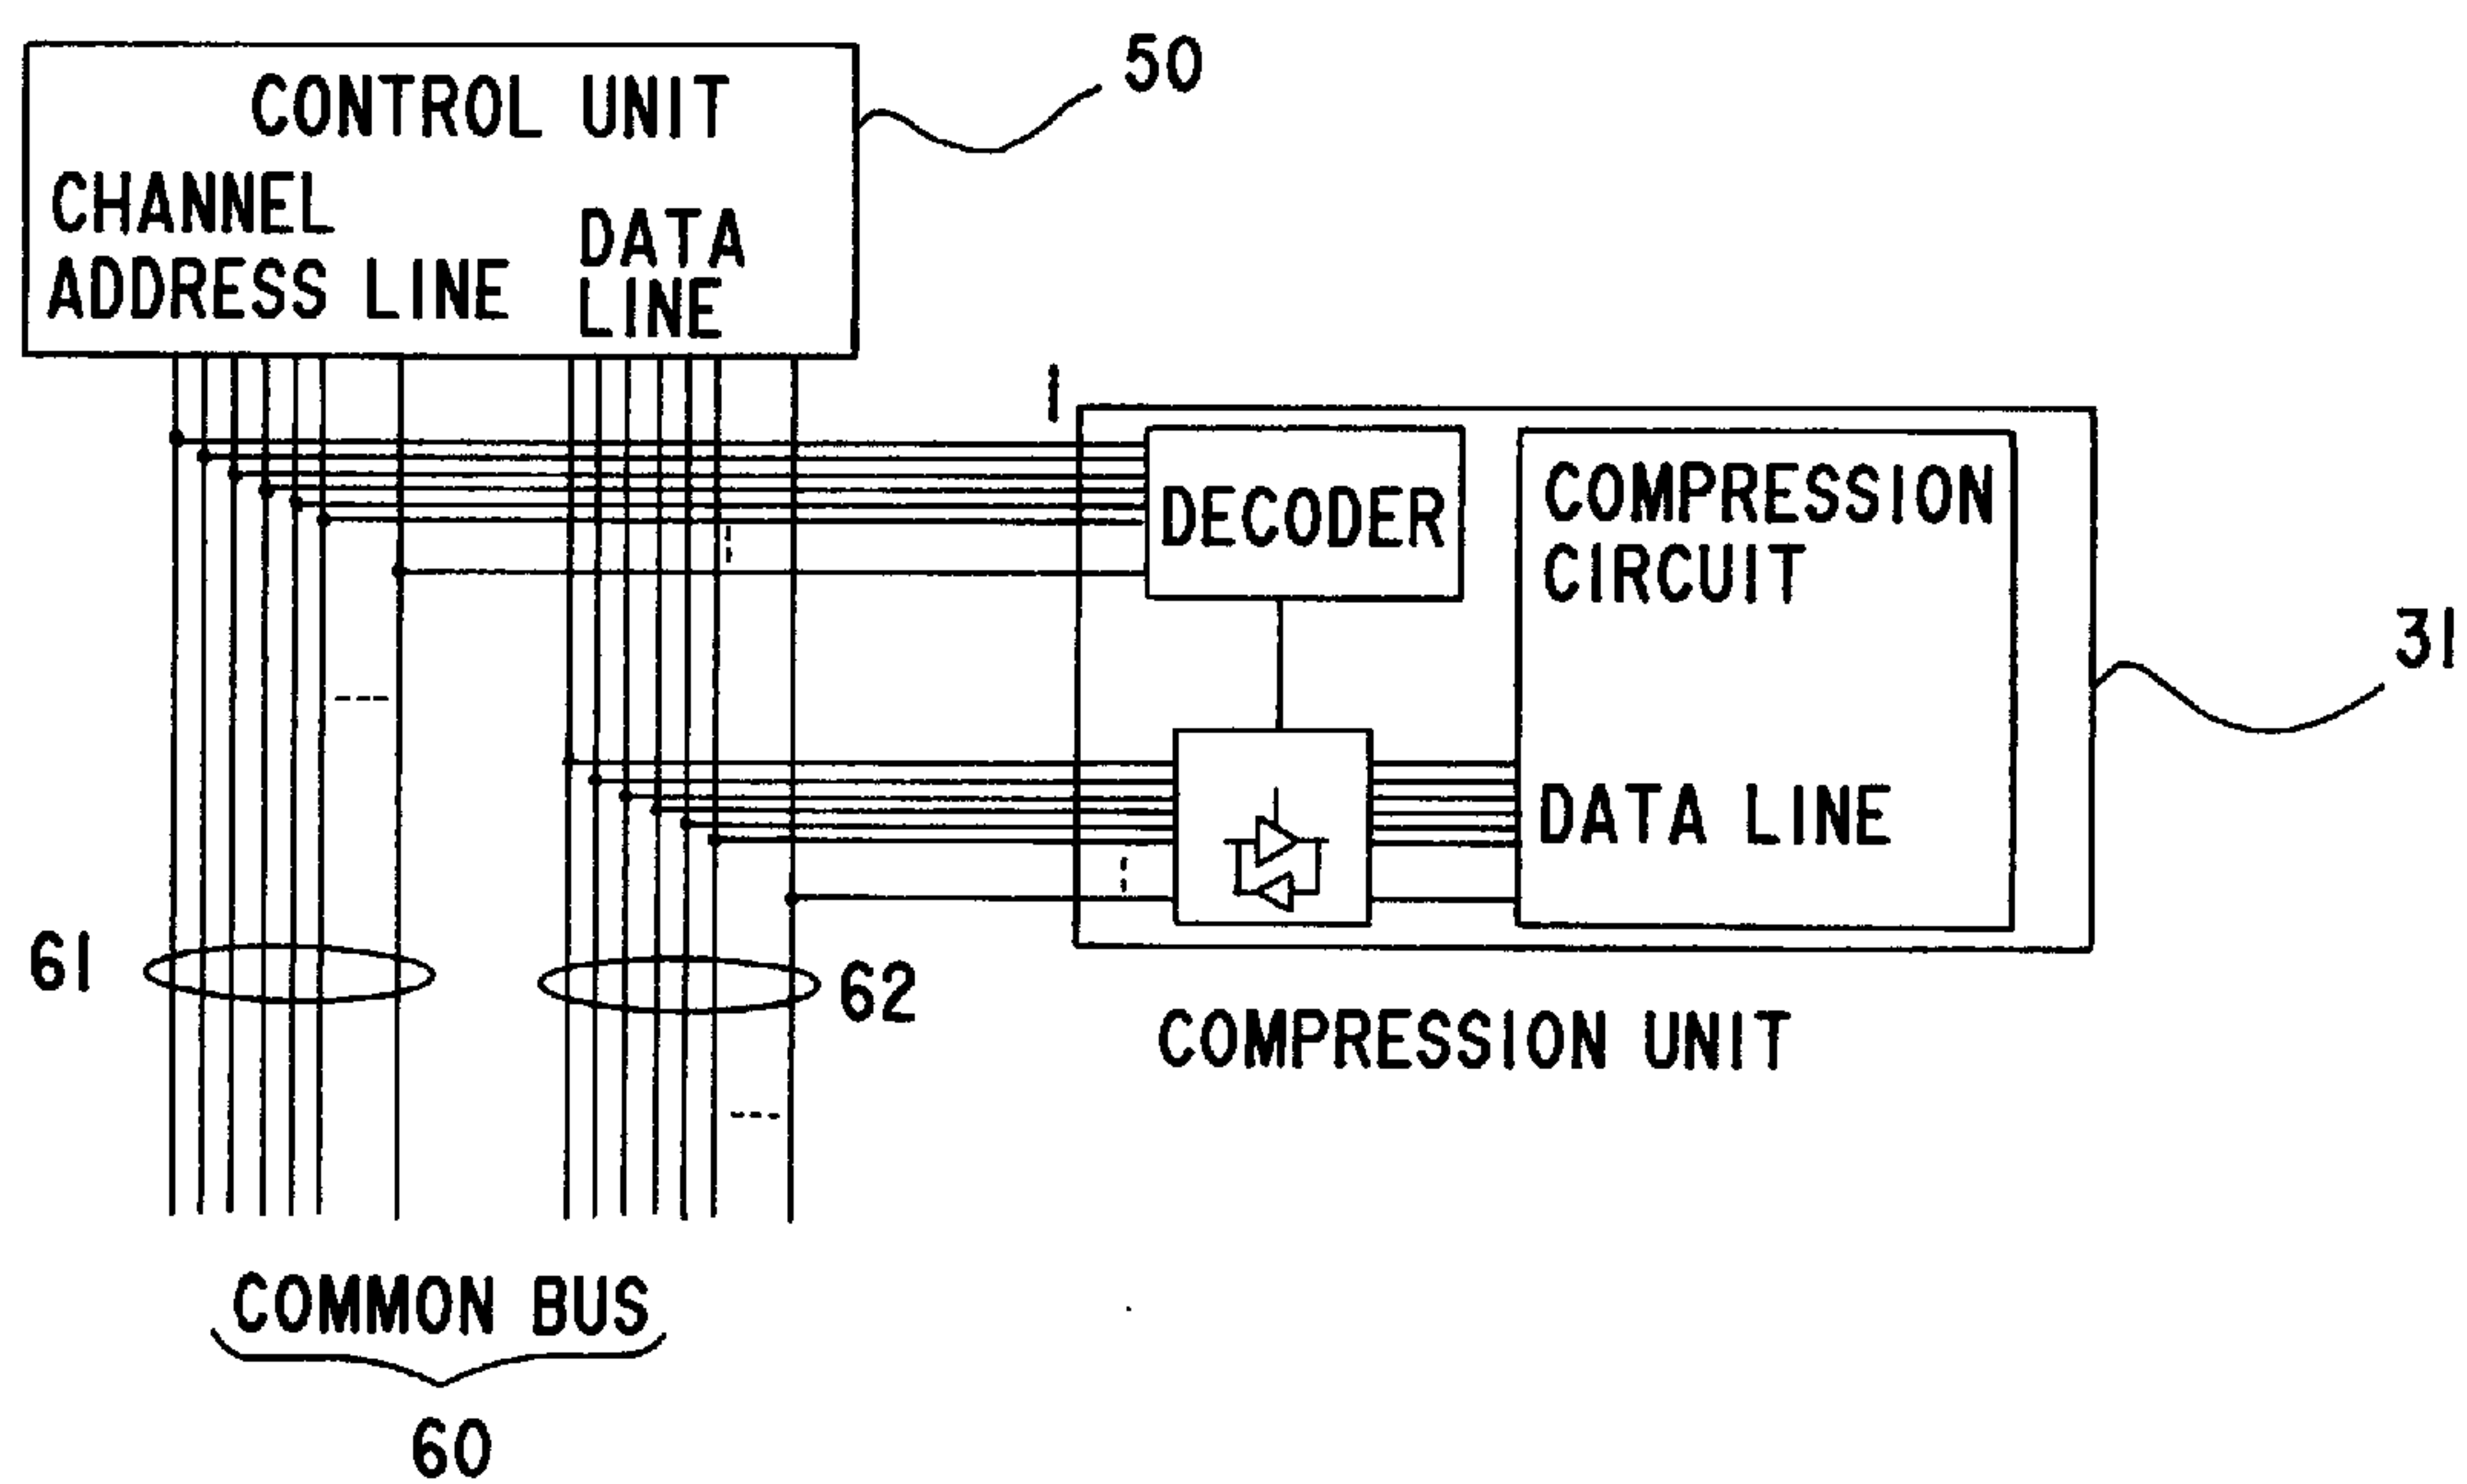 CONTROL UNIT
50
CHANNEL
ADDRESS LINE
DATA
LINE
1
DECODER
COMPRESSION
CIRCUIT
31
DATA LINE
61
62
COMPRESSION UNIT
COMMON BUS
60